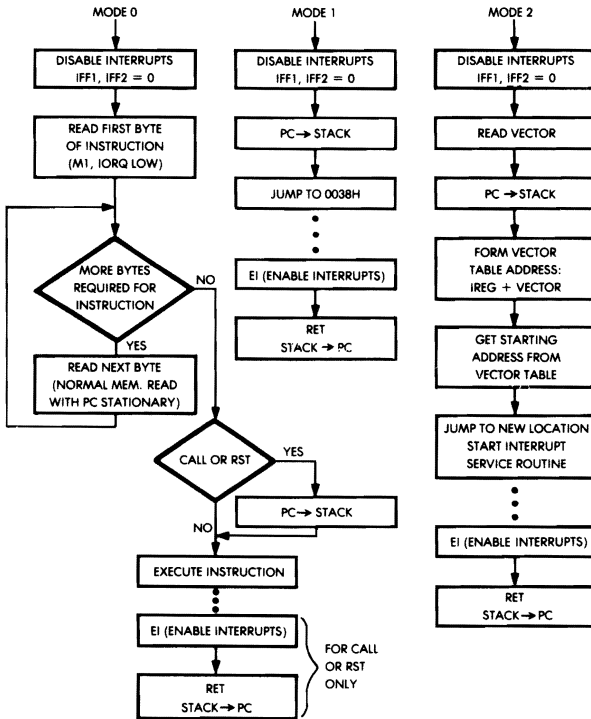 MODE 0
DISABLE INTERRUPTS
IFF1, IFF2 = 0
READ FIRST BYTE
OF INSTRUCTION
(M1, IORQ LOW)
MORE BYTES
REQUIRED FOR
INSTRUCTION
NO
YES
READ NEXT BYTE
(NORMAL MEM. READ
WITH PC STATIONARY)
CALL OR RST
YES
PC→STACK
NO
EXECUTE INSTRUCTION
EI (ENABLE INTERRUPTS)
RET
STACK→PC
FOR CALL
OR RST
ONLY
MODE 1
DISABLE INTERRUPTS
IFF1, IFF2 = 0
PC→STACK
JUMP TO 0038H
EI (ENABLE INTERRUPTS)
RET
STACK→PC
MODE 2
DISABLE INTERRUPTS
IFF1, IFF2 = 0
READ VECTOR
PC→STACK
FORM VECTOR
TABLE ADDRESS:
IREG + VECTOR
GET STARTING
ADDRESS FROM
VECTOR TABLE
JUMP TO NEW LOCATION
START INTERRUPT
SERVICE ROUTINE
EI (ENABLE INTERRUPTS)
RET
STACK→PC